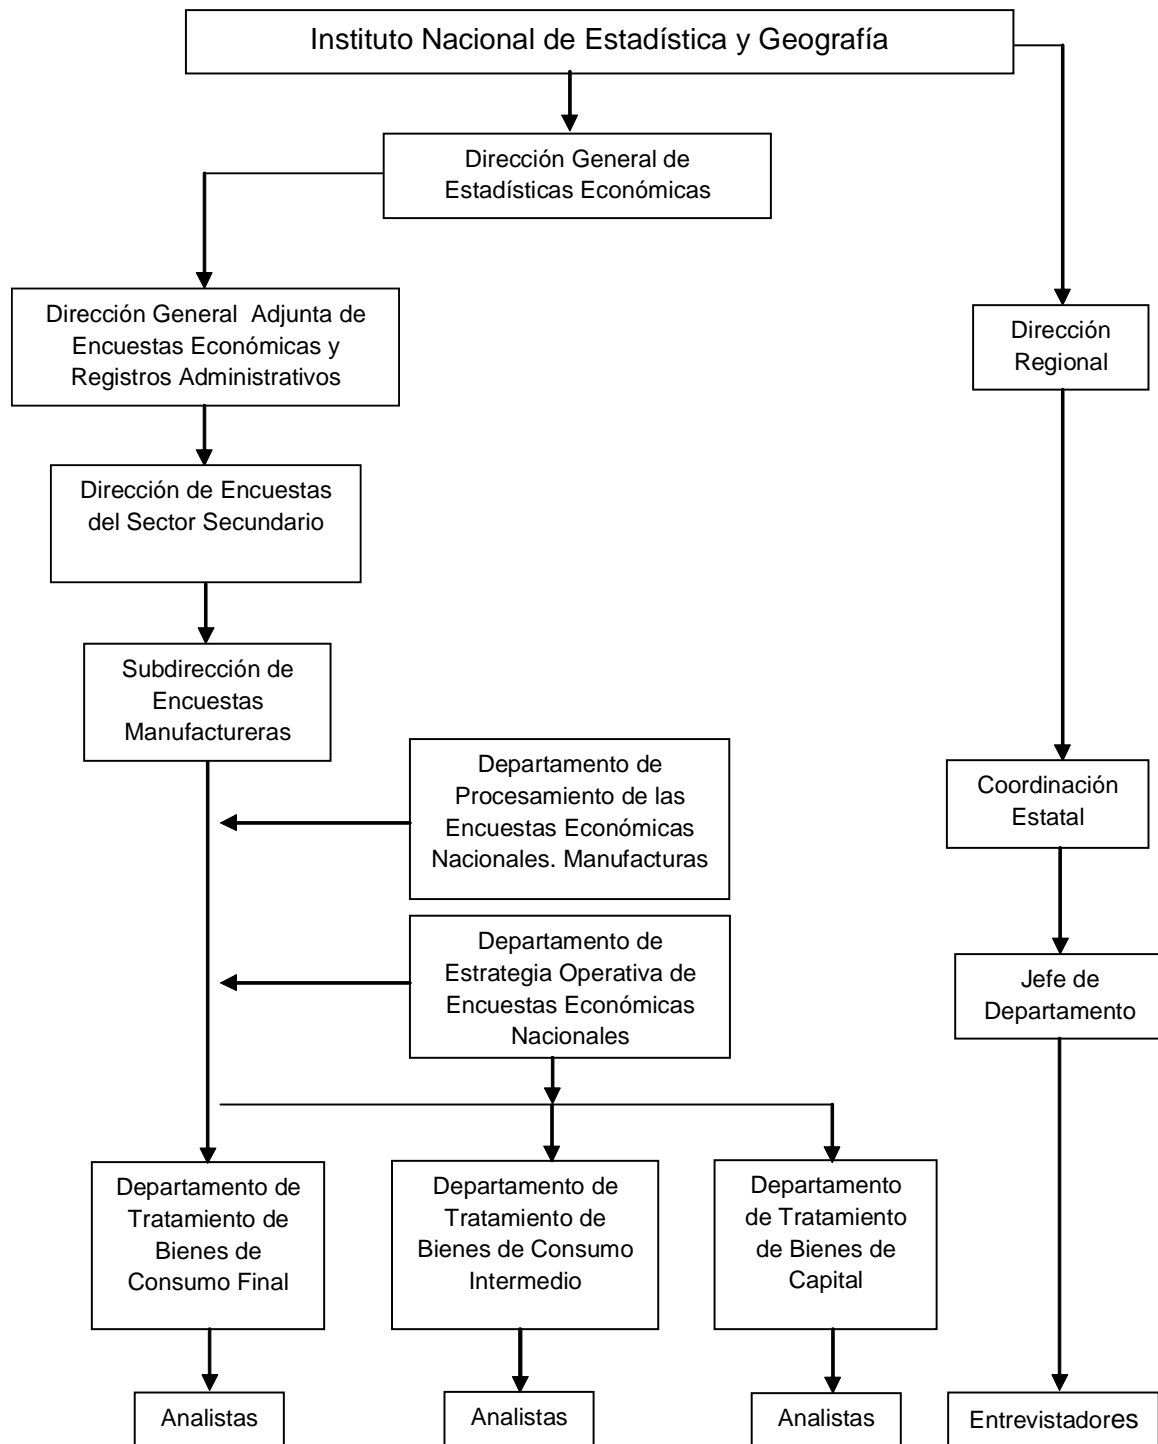 Instituto Nacional de Estadística y Geografía
Dirección General de
Estadísticas Económicas
Dirección General Adjunta de
Encuestas Económicas y
Registros Administrativos
Dirección
Regional
Dirección de Encuestas
del Sector Secundario
Subdirección de
Encuestas
Manufactureras
Departamento de
Procesamiento de las
Encuestas Económicas
Nacionales. Manufacturas
Coordinación
Estatal
Departamento de
Estrategia Operativa de
Encuestas Económicas
Nacionales
Jefe de
Departamento
Departamento de
Tratamiento de
Bienes de
Consumo Final
Departamento de
Tratamiento de
Bienes de Consumo
Intermedio
Departamento
de Tratamiento
de Bienes de
Capital
Analistas
Analistas
Analistas
Entrevistadores